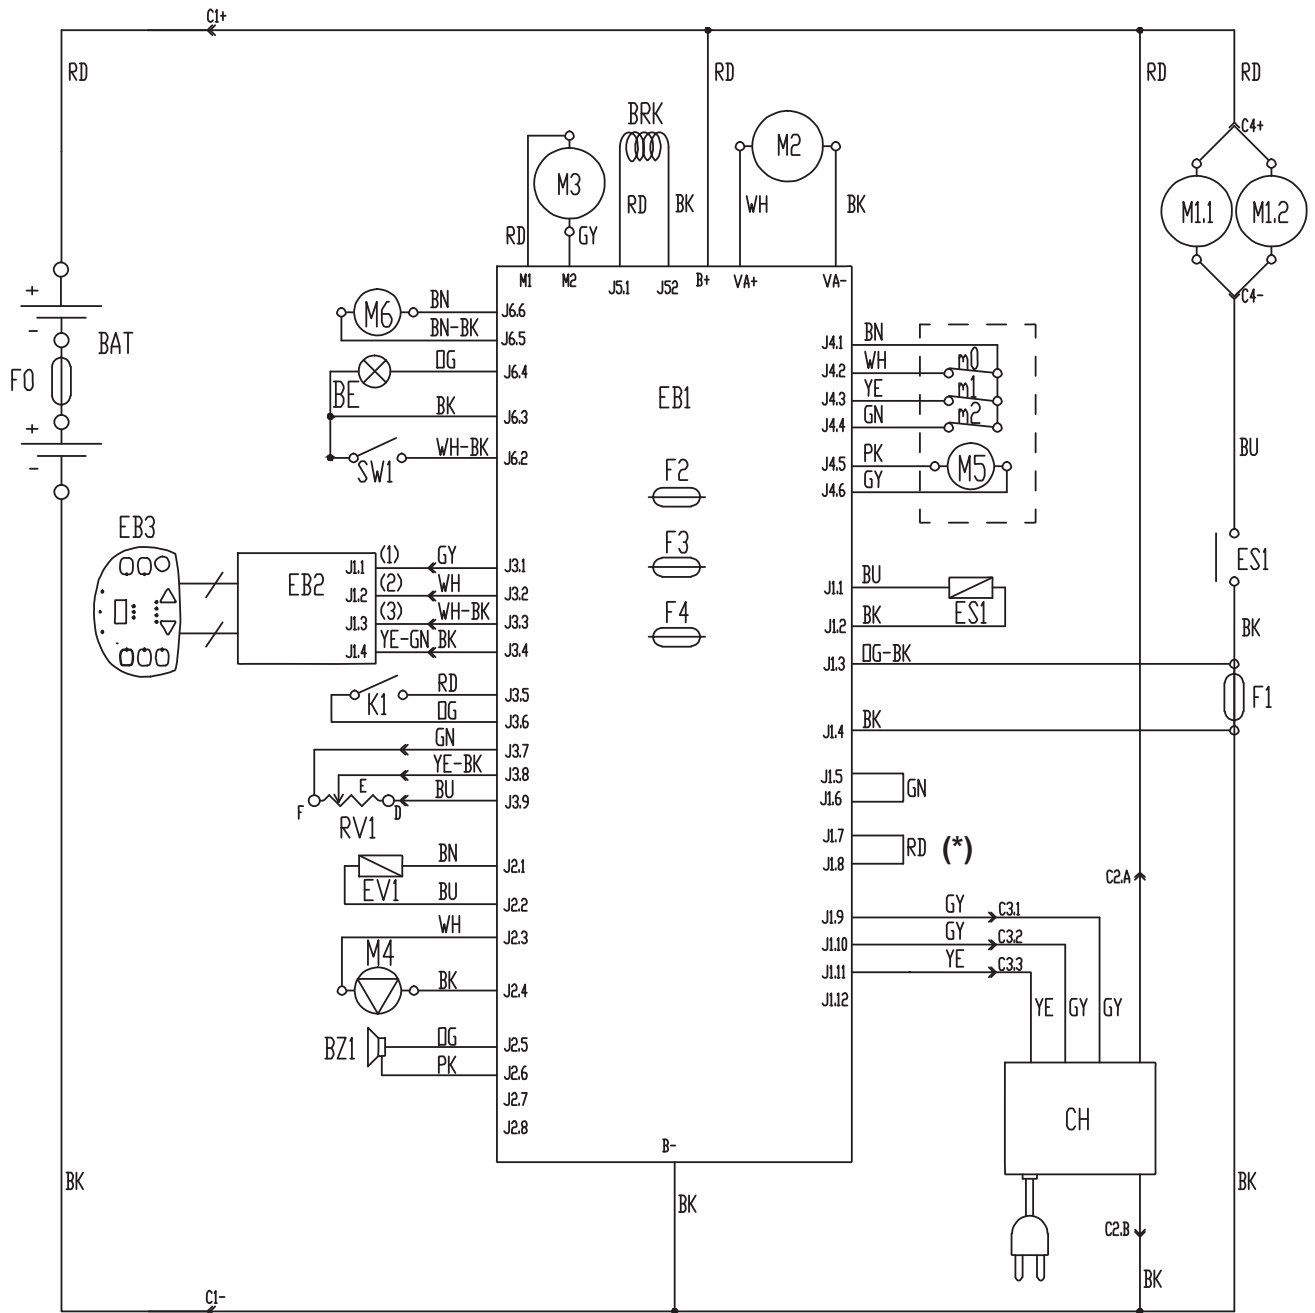 C1+
RD
RD
RD
RD
C4+
BRK
M3
M2
M1.1
M1.2
RD
GY
RD
BK
WH
BK
M1
M2
J5.1
J52
B+
VA+
VA-
C4-
+
-
BAT
F0
+
-
M6
BN
J6.6
BN-BK
J6.5
OG
J6.4
BE
BK
J6.3
WH-BK
J6.2
SW1
EB1
F2
F3
F4
J4.1
BN
m0
J4.2
WH
m1
J4.3
YE
m2
J4.4
GN
J4.5
PK
M5
J4.6
GY
BU
EB3
EB2
J1.1
(1)
GY
J3.1
J1.2
(2)
WH
J3.2
J1.3
(3)
WH-BK
J3.3
J1.4
YE-GN
BK
J3.4
J1.1
BU
ES1
J1.2
BK
ES1
BK
J1.3
OG-BK
F1
J1.4
BK
K1
RD
J3.5
OG
J3.6
GN
J3.7
YE-BK
J3.8
E
BU
J3.9
F
D
RV1
J1.5
J1.6
GN
J1.7
J1.8
RD (*)
BN
J2.1
EV1
BU
J2.2
WH
J2.3
M4
BK
J2.4
BZ1
OG
J2.5
PK
J2.6
J2.7
J2.8
C2.A
J1.9
GY
C3.1
J1.10
GY
C3.2
J1.11
YE
C3.3
J1.12
YE
GY
GY
CH
B-
BK
BK
BK
C2.B
BK
C1-